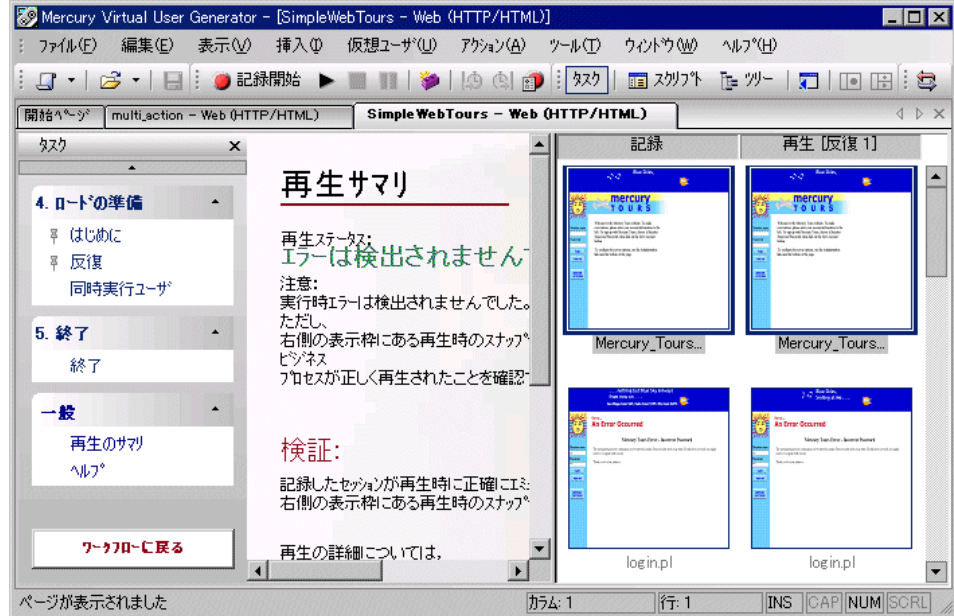 Mercury Virtual User Generator - [SimpleWebTours - Web (HTTP/HTML)]
ファイル(F) 編集(E) 表示(V) 挿入(I) 仮想ユーザ(U) アクション(A) ツール(T) ウィンドウ(W) ヘルプ(H)
記録開始 タスク スクリプト ツリー
開始ページ multi_action - Web (HTTP/HTML) SimpleWebTours - Web (HTTP/HTML)
タスク
4. ロードの準備
はじめに
反復
同時実行ユーザ
5. 終了
終了
一般
再生のサマリ
ヘルプ
ワークフローに戻る
再生サマリ
再生ステータス:
エラーは検出されません
注意:
実行時エラーは検出されませんでした。
ただし、
右側の表示枠にある再生時のスナップ
ビジネス
プロセスが正しく再生されたことを確認
検証:
記録したセッションが再生時に正確にエミ
右側の表示枠にある再生時のスナップ
再生の詳細については,
記録 再生 [反復 1]
mercury
TOURS
mercury
TOURS
Mercury_Tours... Mercury_Tours...
An Error Occurred
An Error Occurred
login.pl login.pl
ページが表示されました カラム: 1 行: 1 INS CAP NUM SCRL